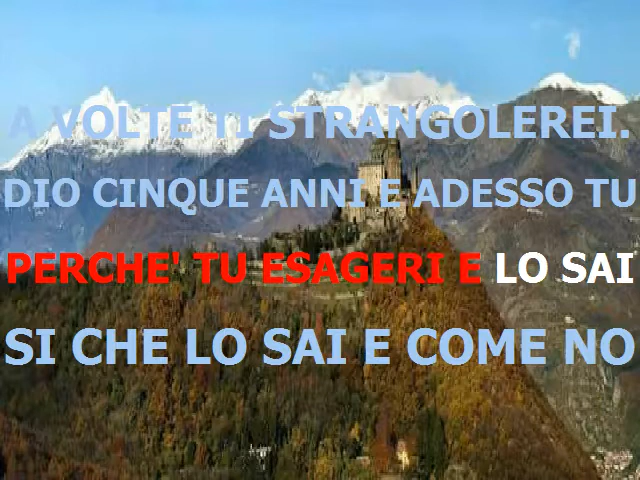 A VOLTE TI STRANGOLEREI.
DIO CINQUE ANNI E ADESSO TU
PERCHE' TU ESAGERI E LO SAI
SI CHE LO SAI E COME NO